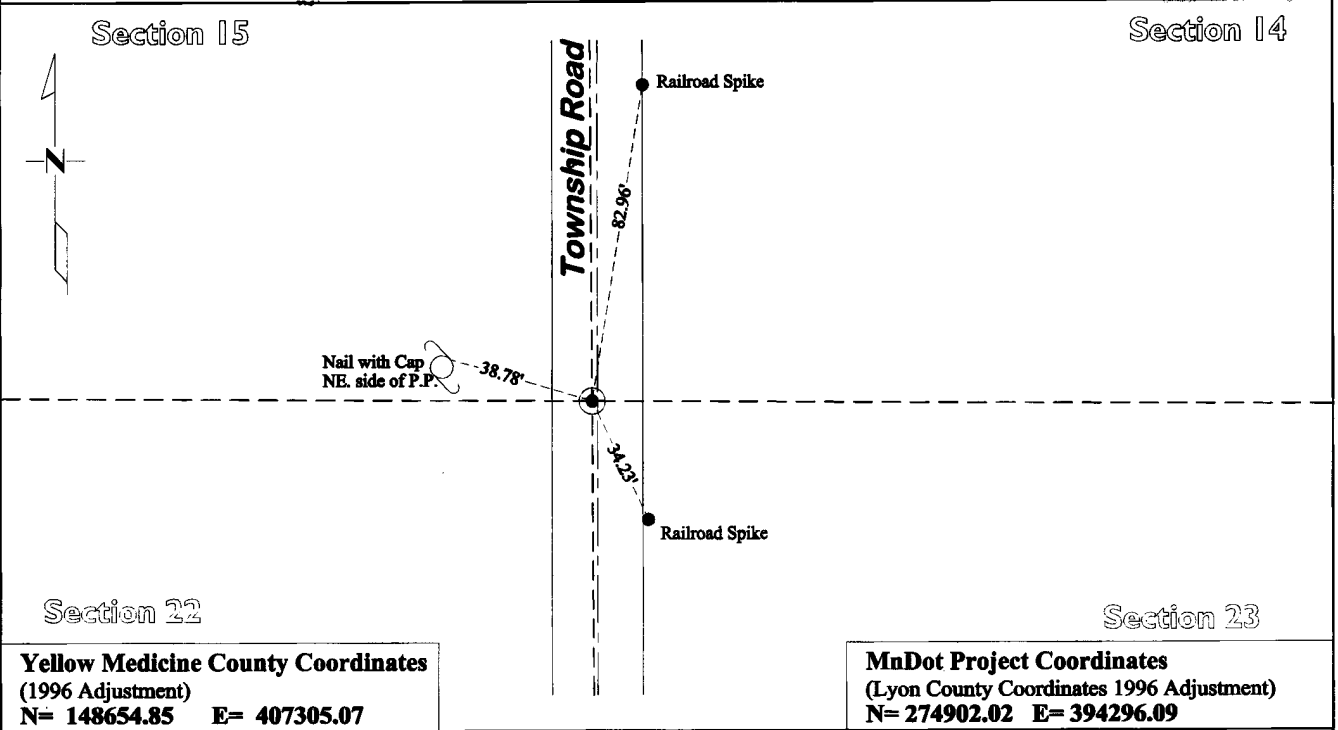 Section 15
Section 14
Township Road
Railroad Spike
N
82.96'
Nail with Cap
NE. side of P.P.
38.78'
34.23'
Railroad Spike
Section 22
Section 23
Yellow Medicine County Coordinates
(1996 Adjustment)
N= 148654.85 E= 407305.07
MnDot Project Coordinates
(Lyon County Coordinates 1996 Adjustment)
N= 274902.02 E= 394296.09